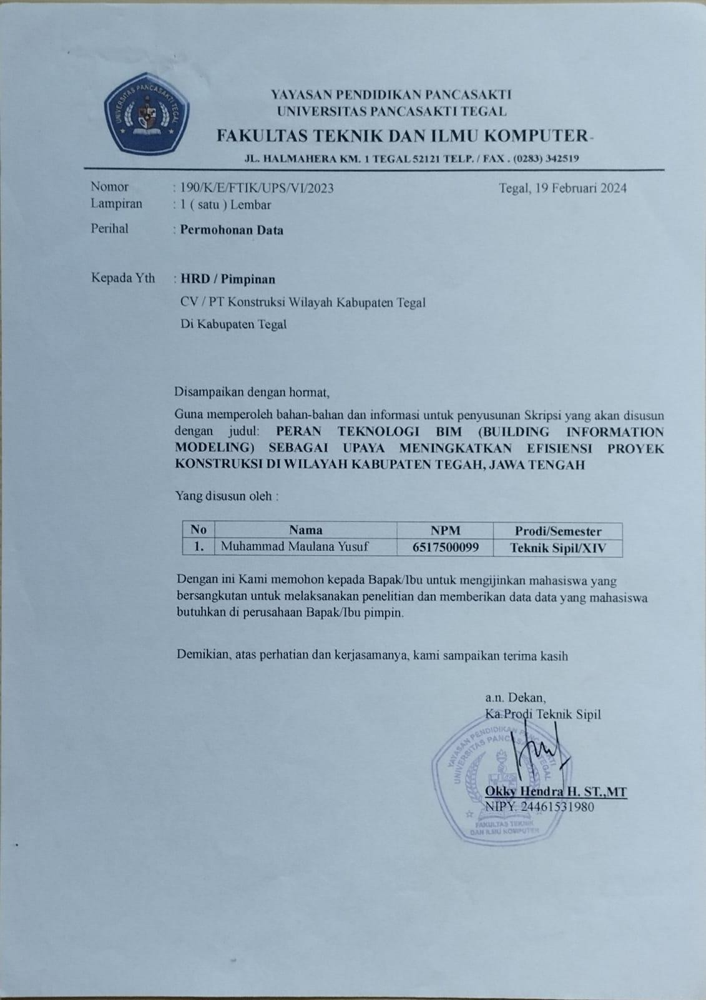 UNIVERSITAS PANCASAKTI TEGAL
YAYASAN PENDIDIKAN PANCASAKTI
UNIVERSITAS PANCASAKTI TEGAL
FAKULTAS TEKNIK DAN ILMU KOMPUTER
JL. HALMAHERA KM. 1 TEGAL 52121 TELP. / FAX . (0283) 342519
Nomor : 190/K/E/FTIK/UPS/VI/2023 Tegal, 19 Februari 2024
Lampiran : 1 ( satu ) Lembar
Perihal : Permohonan Data
Kepada Yth : HRD / Pimpinan
CV / PT Konstruksi Wilayah Kabupaten Tegal
Di Kabupaten Tegal
Disampaikan dengan hormat,
Guna memperoleh bahan-bahan dan informasi untuk penyusunan Skripsi yang akan disusun
dengan judul: PERAN TEKNOLOGI BIM (BUILDING INFORMATION
MODELING) SEBAGAI UPAYA MENINGKATKAN EFISIENSI PROYEK
KONSTRUKSI DI WILAYAH KABUPATEN TEGAH, JAWA TENGAH
Yang disusun oleh :
No Nama NPM Prodi/Semester
1. Muhammad Maulana Yusuf 6517500099 Teknik Sipil/XIV
Dengan ini Kami memohon kepada Bapak/Ibu untuk mengijinkan mahasiswa yang
bersangkutan untuk melaksanakan penelitian dan memberikan data data yang mahasiswa
butuhkan di perusahaan Bapak/Ibu pimpin.
Demikian, atas perhatian dan kerjasamanya, kami sampaikan terima kasih
a.n. Dekan,
Ka.Prodi Teknik Sipil
YAYASAN PENDIDIKAN PANCASAKTI
UNIVERSITAS PANCASAKTI TEGAL
Okky Hendra H. ST.,MT
NIPY. 24461531980
FAKULTAS TEKNIK
DAN ILMU KOMPUTER